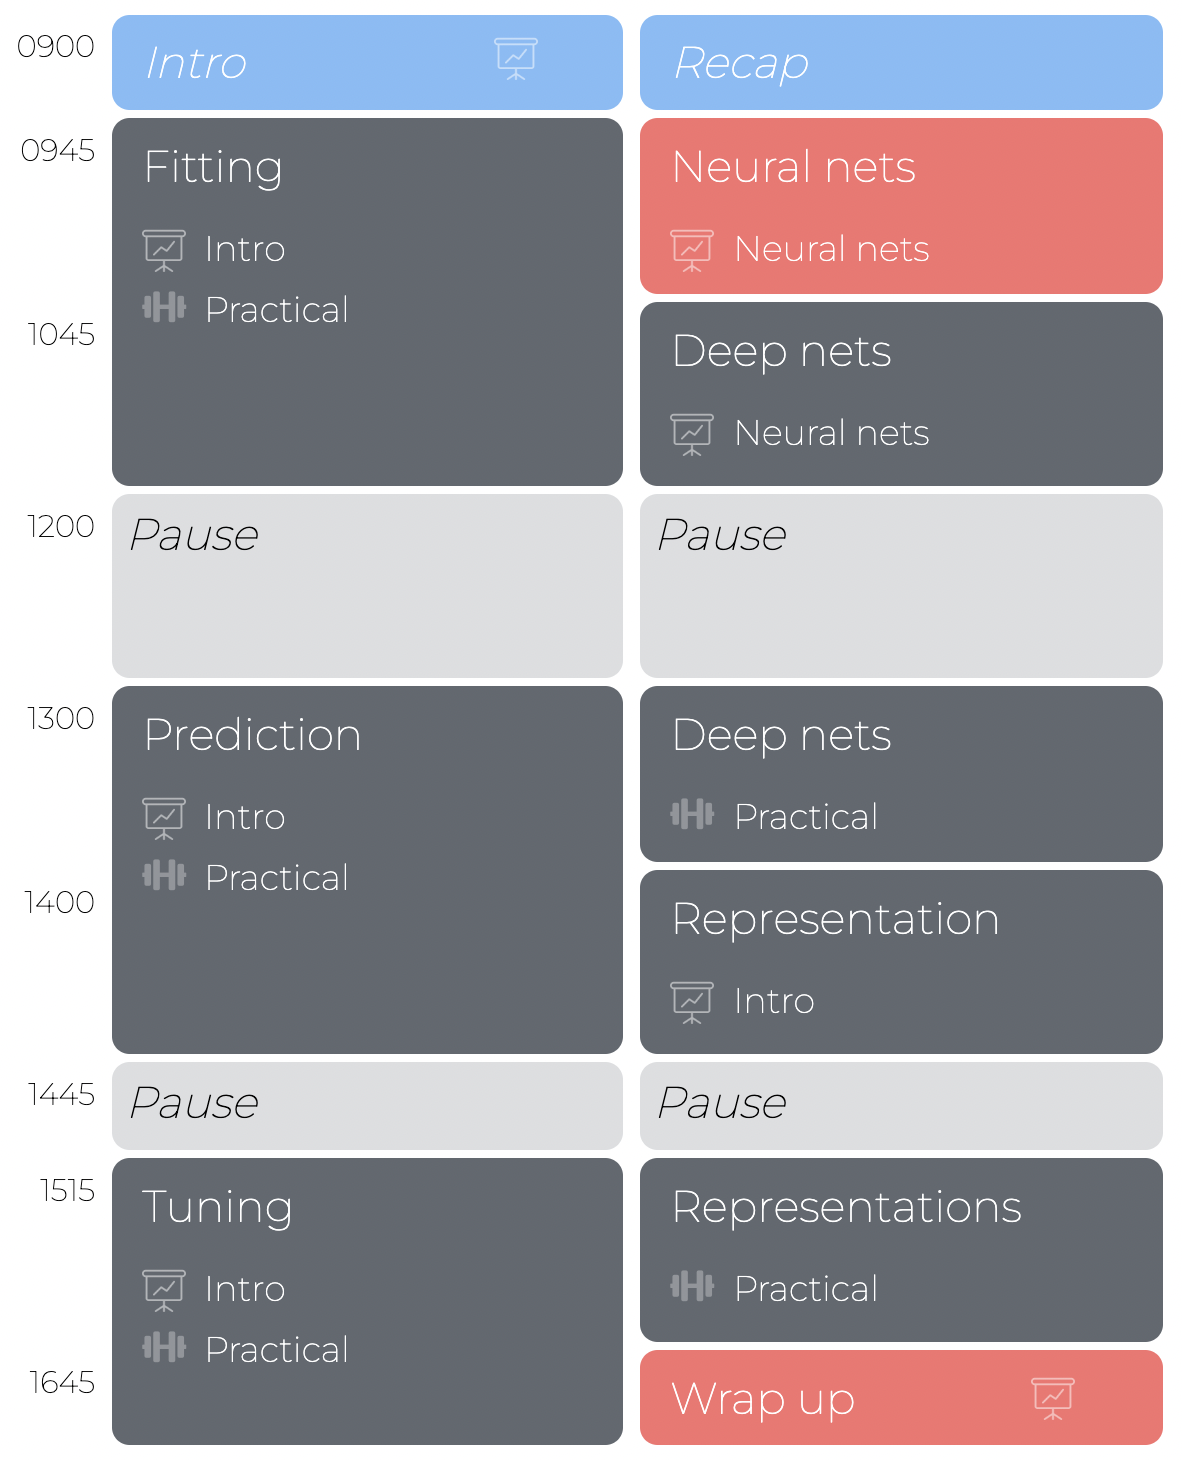 0900
Intro
Recap
0945
Fitting
Neural nets
Intro
Neural nets
Practical
1045
Deep nets
Neural nets
1200
Pause
Pause
1300
Prediction
Deep nets
Intro
Practical
Practical
1400
Representation
Intro
1445
Pause
Pause
1515
Tuning
Representations
Intro
Practical
Practical
1645
Wrap up